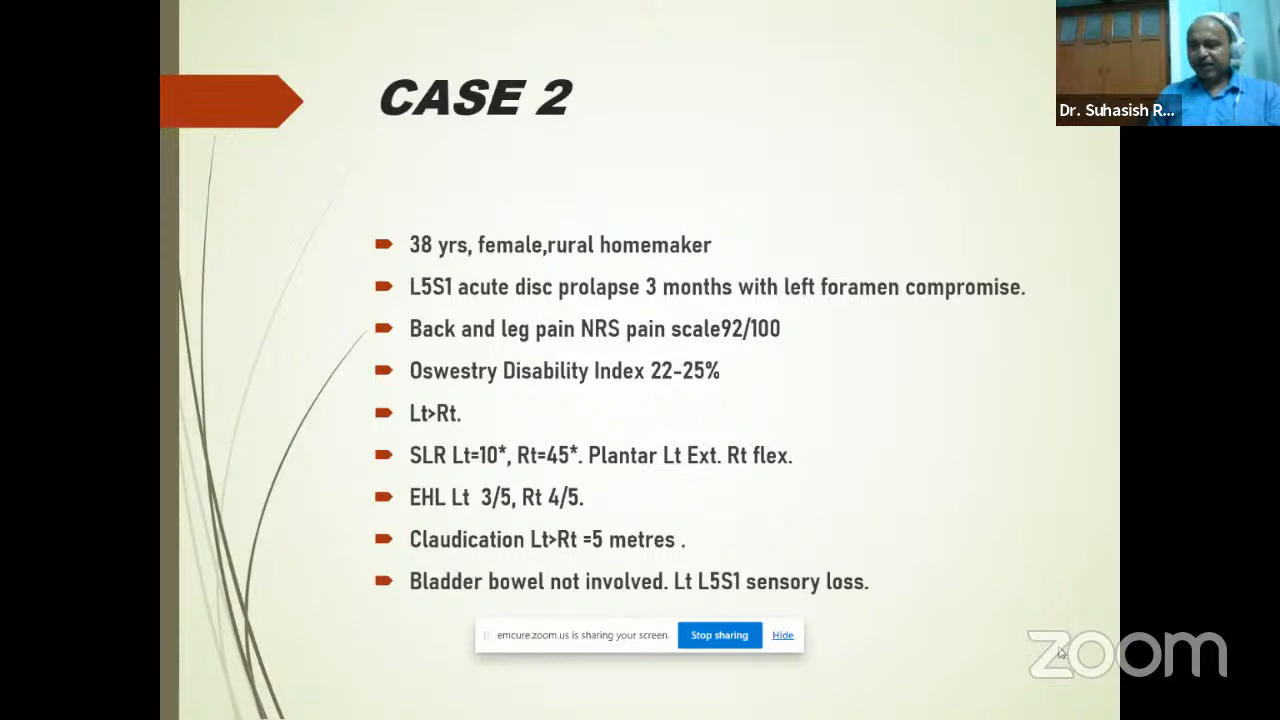 CASE 2
Dr. Suhasish R...
38 yrs, female,rural homemaker
L5S1 acute disc prolapse 3 months with left foramen compromise.
Back and leg pain NRS pain scale92/100
Oswestry Disability Index 22-25%
Lt>Rt.
SLR Lt=10*, Rt=45*. Plantar Lt Ext. Rt flex.
EHL Lt  3/5, Rt 4/5.
Claudication Lt>Rt =5 metres .
Bladder bowel not involved. Lt L5S1 sensory loss.
emcure.zoom.us is sharing your screen. Stop sharing Hide
zoom